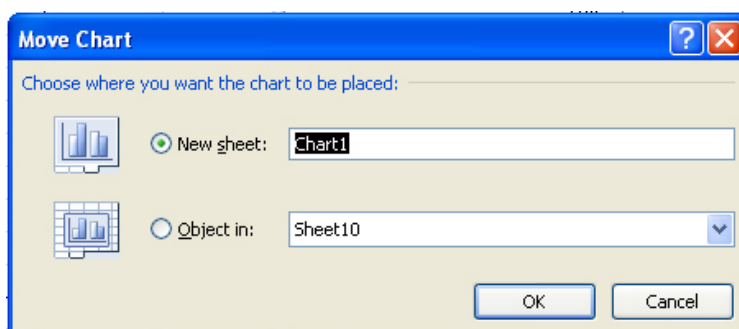 Move Chart
Choose where you want the chart to be placed:
New sheet: Chart1
Object in: Sheet10
OK Cancel